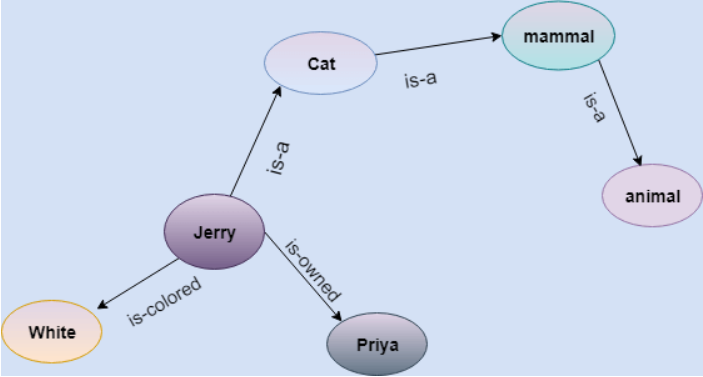 mammal
Cat
is-a
is-a
is-a
animal
Jerry
is-owned
is-colored
White
Priya